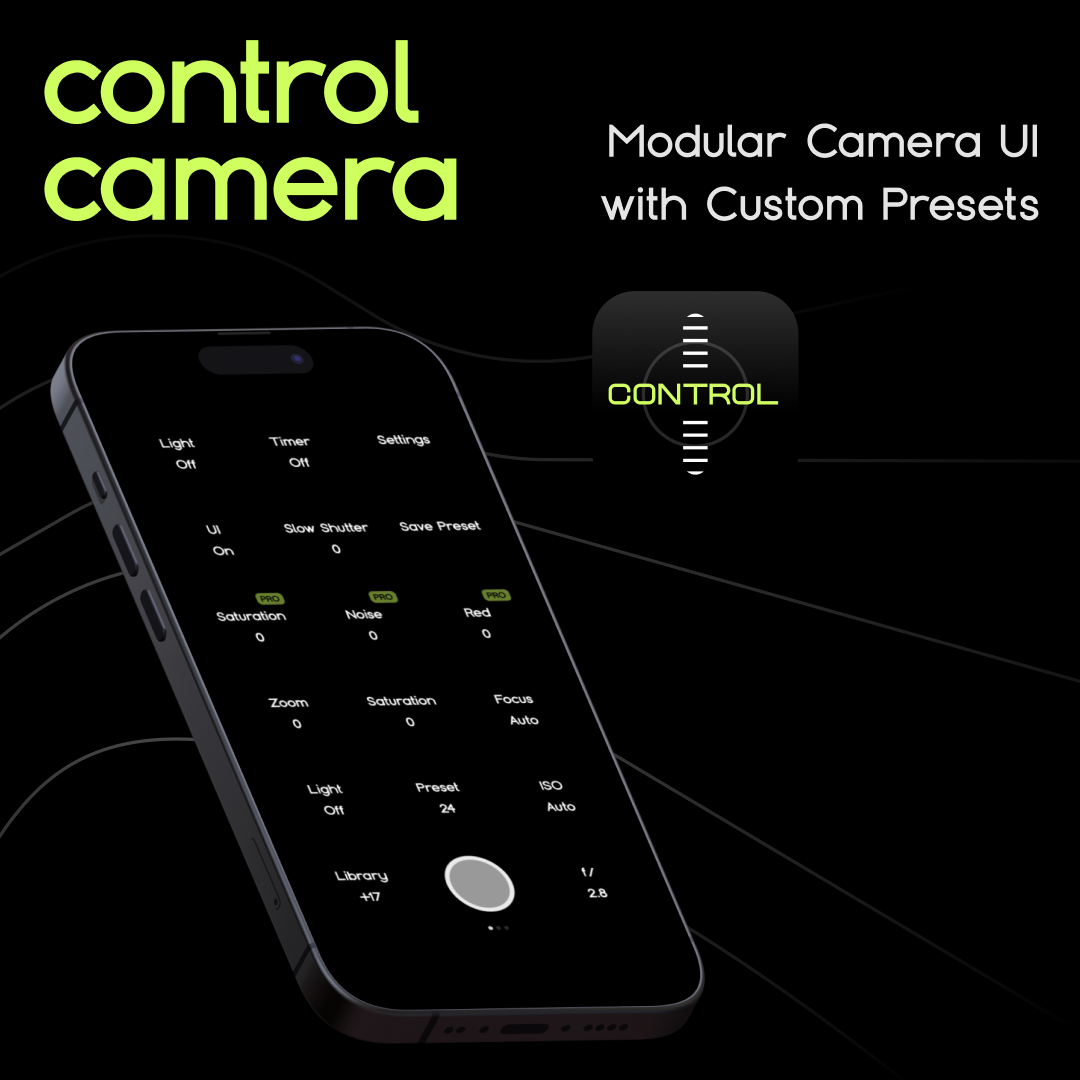 control
camera
Modular Camera UI
with Custom Presets
CONTROL
Light Timer Settings
Off Off
UI Slow Shutter Save Preset
On 0
PRO PRO PRO
Saturation Noise Red
0 0 0
Zoom Saturation Focus
0 0 Auto
Light Preset ISO
Off 24 Auto
Library f/
+17 2.8